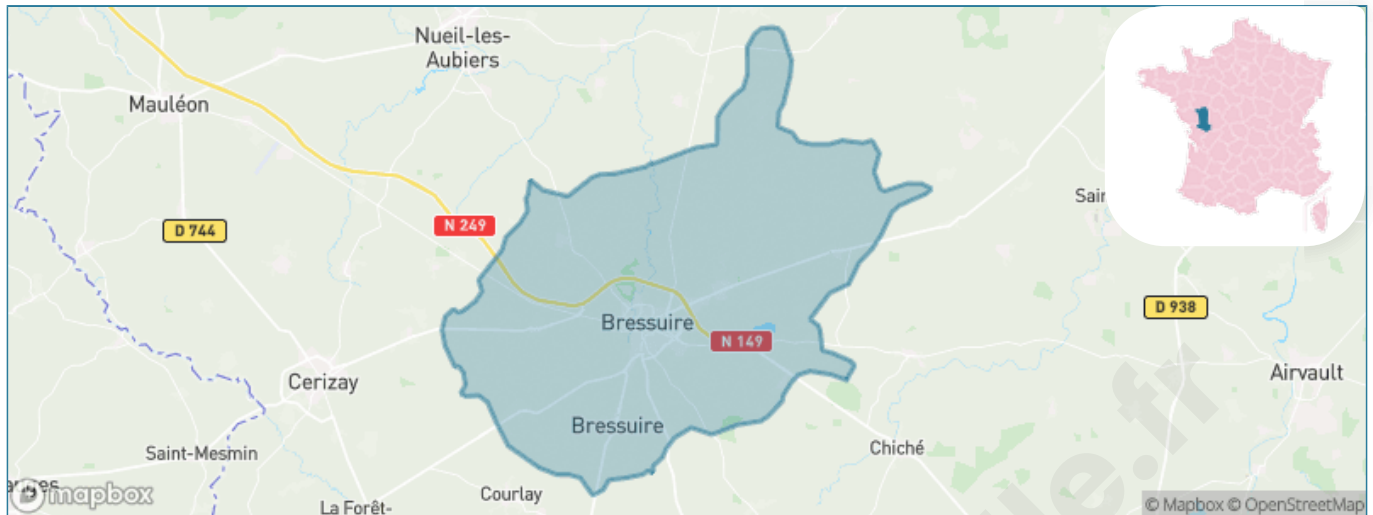 Nueil-les-
Aubiers
Mauléon
Sain
D 744
N 249
D 938
Bressuire
N 149
Airvault
Cerizay
Bressuire
Chiché
Saint-Mesmin
Courlay
La Forêt-
mapbox
© Mapbox © OpenStreetMap